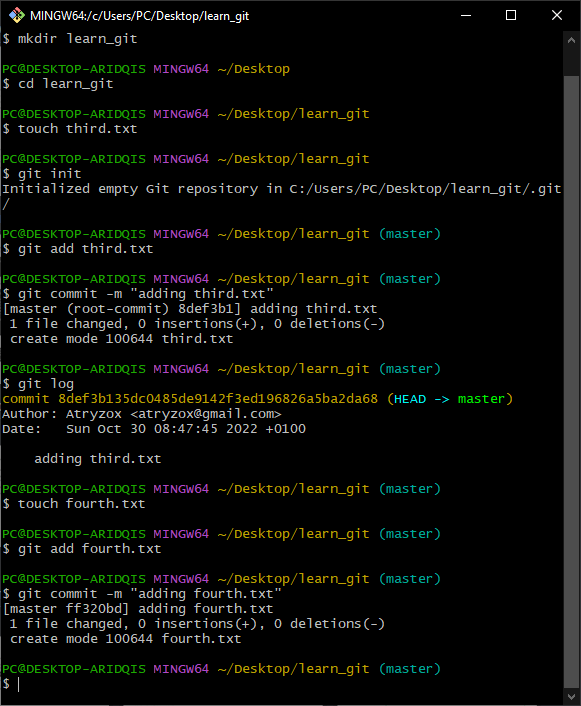 MINGW64:/c/Users/PC/Desktop/learn_git
$ mkdir learn_git
PC@DESKTOP-ARIDQIS MINGW64 ~/Desktop
$ cd learn_git
PC@DESKTOP-ARIDQIS MINGW64 ~/Desktop/learn_git
$ touch third.txt
PC@DESKTOP-ARIDQIS MINGW64 ~/Desktop/learn_git
$ git init
Initialized empty Git repository in C:/Users/PC/Desktop/learn_git/.git
/
PC@DESKTOP-ARIDQIS MINGW64 ~/Desktop/learn_git (master)
$ git add third.txt
PC@DESKTOP-ARIDQIS MINGW64 ~/Desktop/learn_git (master)
$ git commit -m "adding third.txt"
[master (root-commit) 8def3b1] adding third.txt
1 file changed, 0 insertions(+), 0 deletions(-)
create mode 100644 third.txt
PC@DESKTOP-ARIDQIS MINGW64 ~/Desktop/learn_git (master)
$ git log
commit 8def3b135dc0485de9142f3ed196826a5ba2da68 (HEAD -> master)
Author: Atryzox <atryzox@gmail.com>
Date:   Sun Oct 30 08:47:45 2022 +0100
adding third.txt
PC@DESKTOP-ARIDQIS MINGW64 ~/Desktop/learn_git (master)
$ touch fourth.txt
PC@DESKTOP-ARIDQIS MINGW64 ~/Desktop/learn_git (master)
$ git add fourth.txt
PC@DESKTOP-ARIDQIS MINGW64 ~/Desktop/learn_git (master)
$ git commit -m "adding fourth.txt"
[master ff320bd] adding fourth.txt
1 file changed, 0 insertions(+), 0 deletions(-)
create mode 100644 fourth.txt
PC@DESKTOP-ARIDQIS MINGW64 ~/Desktop/learn_git (master)
$